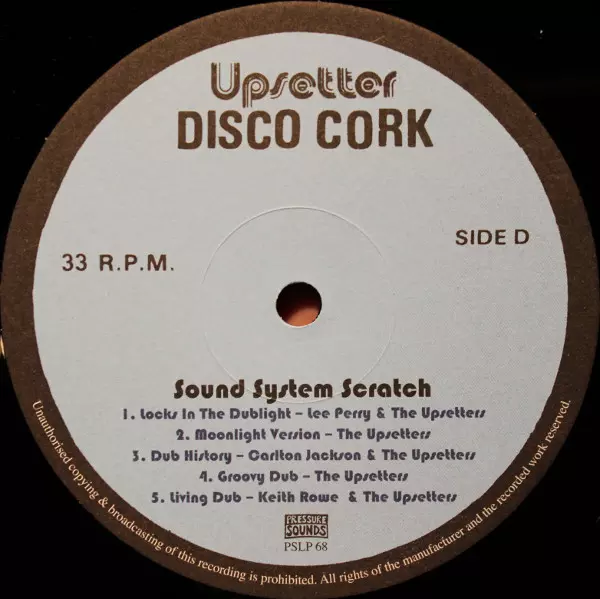 Upsetter
DISCO CORK
SIDE D
33 R.P.M.
Sound System Scratch
1. Locks In The Dublight – Lee Perry & The Upsetters
2. Moonlight Version – The Upsetters
3. Dub History – Carlton Jackson & The Upsetters
4. Groovy Dub – The Upsetters
5. Living Dub – Keith Rowe & The Upsetters
PRESSURE
SOUNDS
PSLP 68
Unauthorised copying & broadcasting of this recording is prohibited. All rights of the manufacturer and the recorded work reserved.